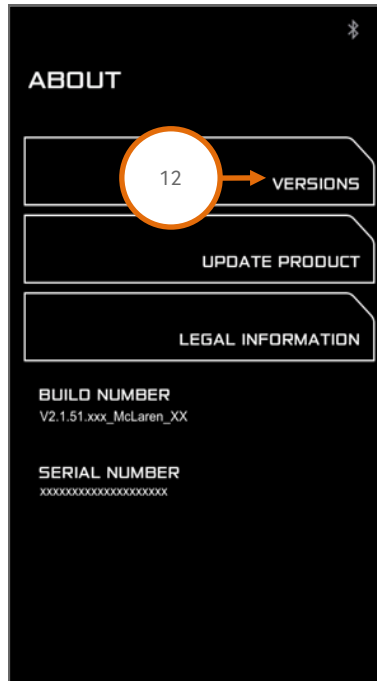 ABOUT
12
VERSIONS
UPDATE PRODUCT
LEGAL INFORMATION
BUILD NUMBER
V2.1.51.xxx_McLaren_XX
SERIAL NUMBER
xxxxxxxxxxxxxxxxxxxx